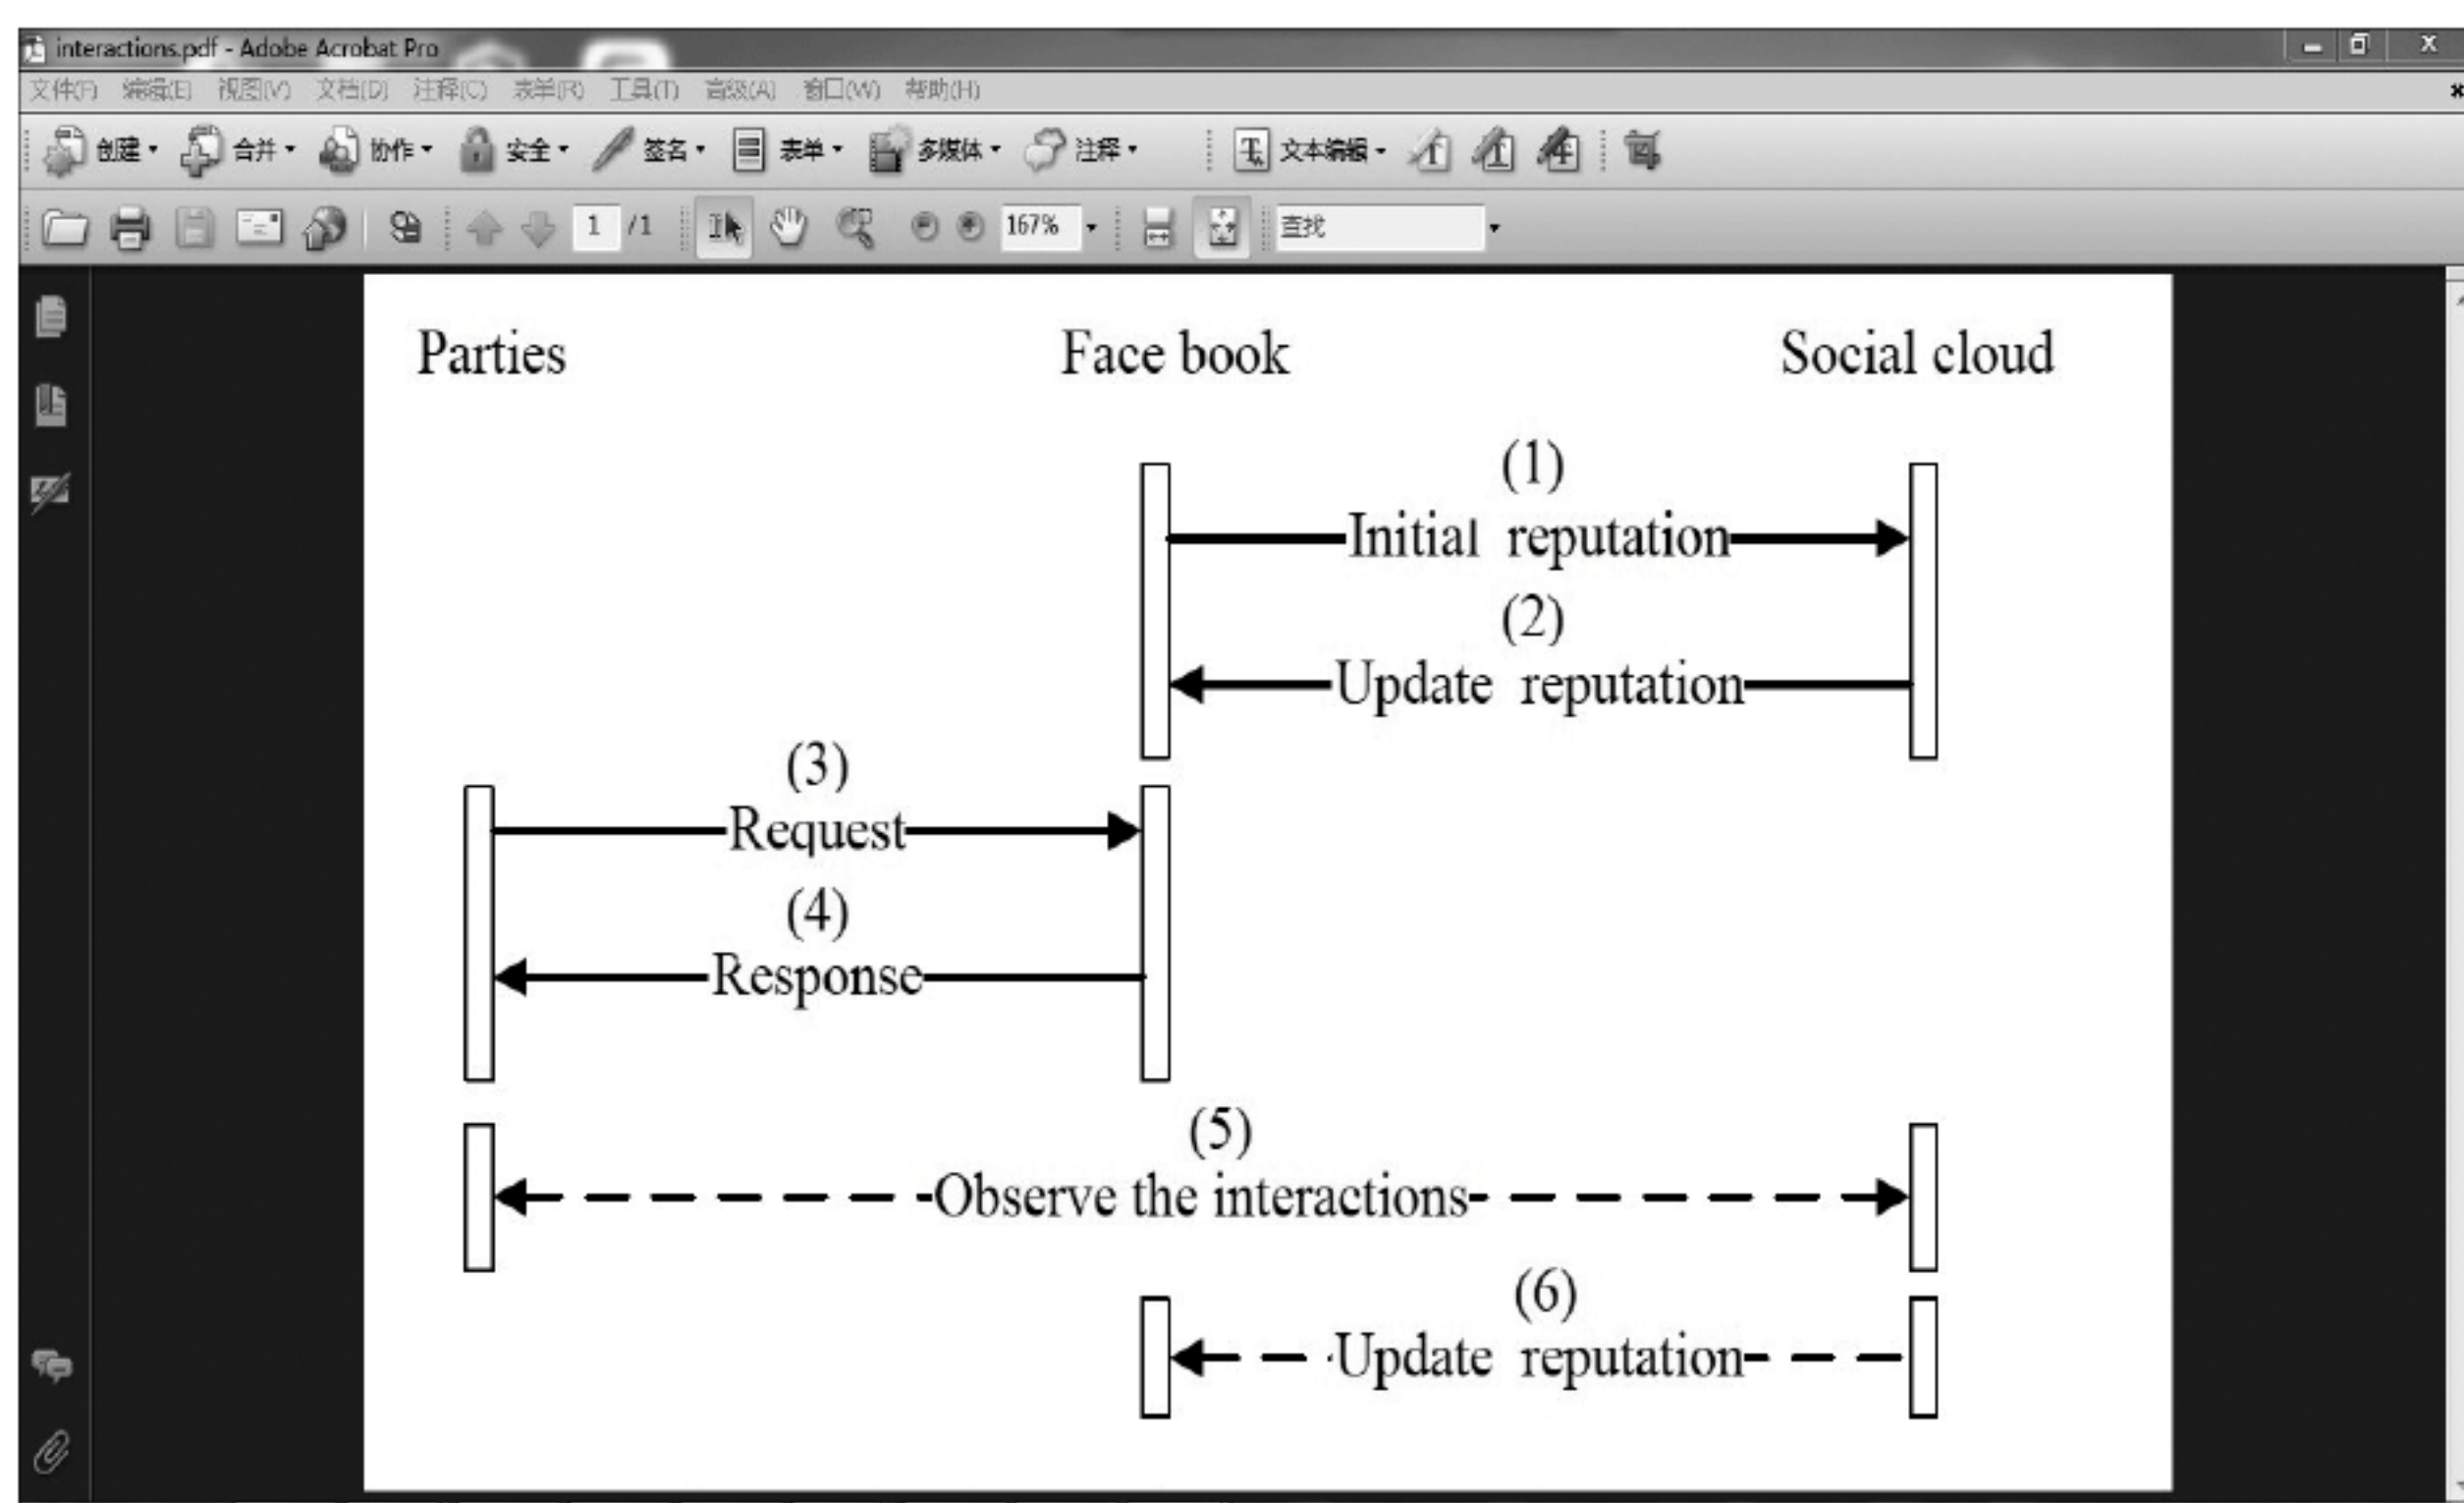 interactions.pdf - Adobe Acrobat Pro
文件(F) 编辑(E) 视图(V) 文档(D) 注释(C) 表单(R) 工具(T) 高级(A) 窗口(W) 帮助(H)
创建 合并 协作 安全 签名 表单 多媒体 注释 文本编辑
1 /1 167% 查找
Parties Face book Social cloud
(1)
Initial reputation
(2)
Update reputation
(3)
Request
(4)
Response
(5)
Observe the interactions
(6)
Update reputation